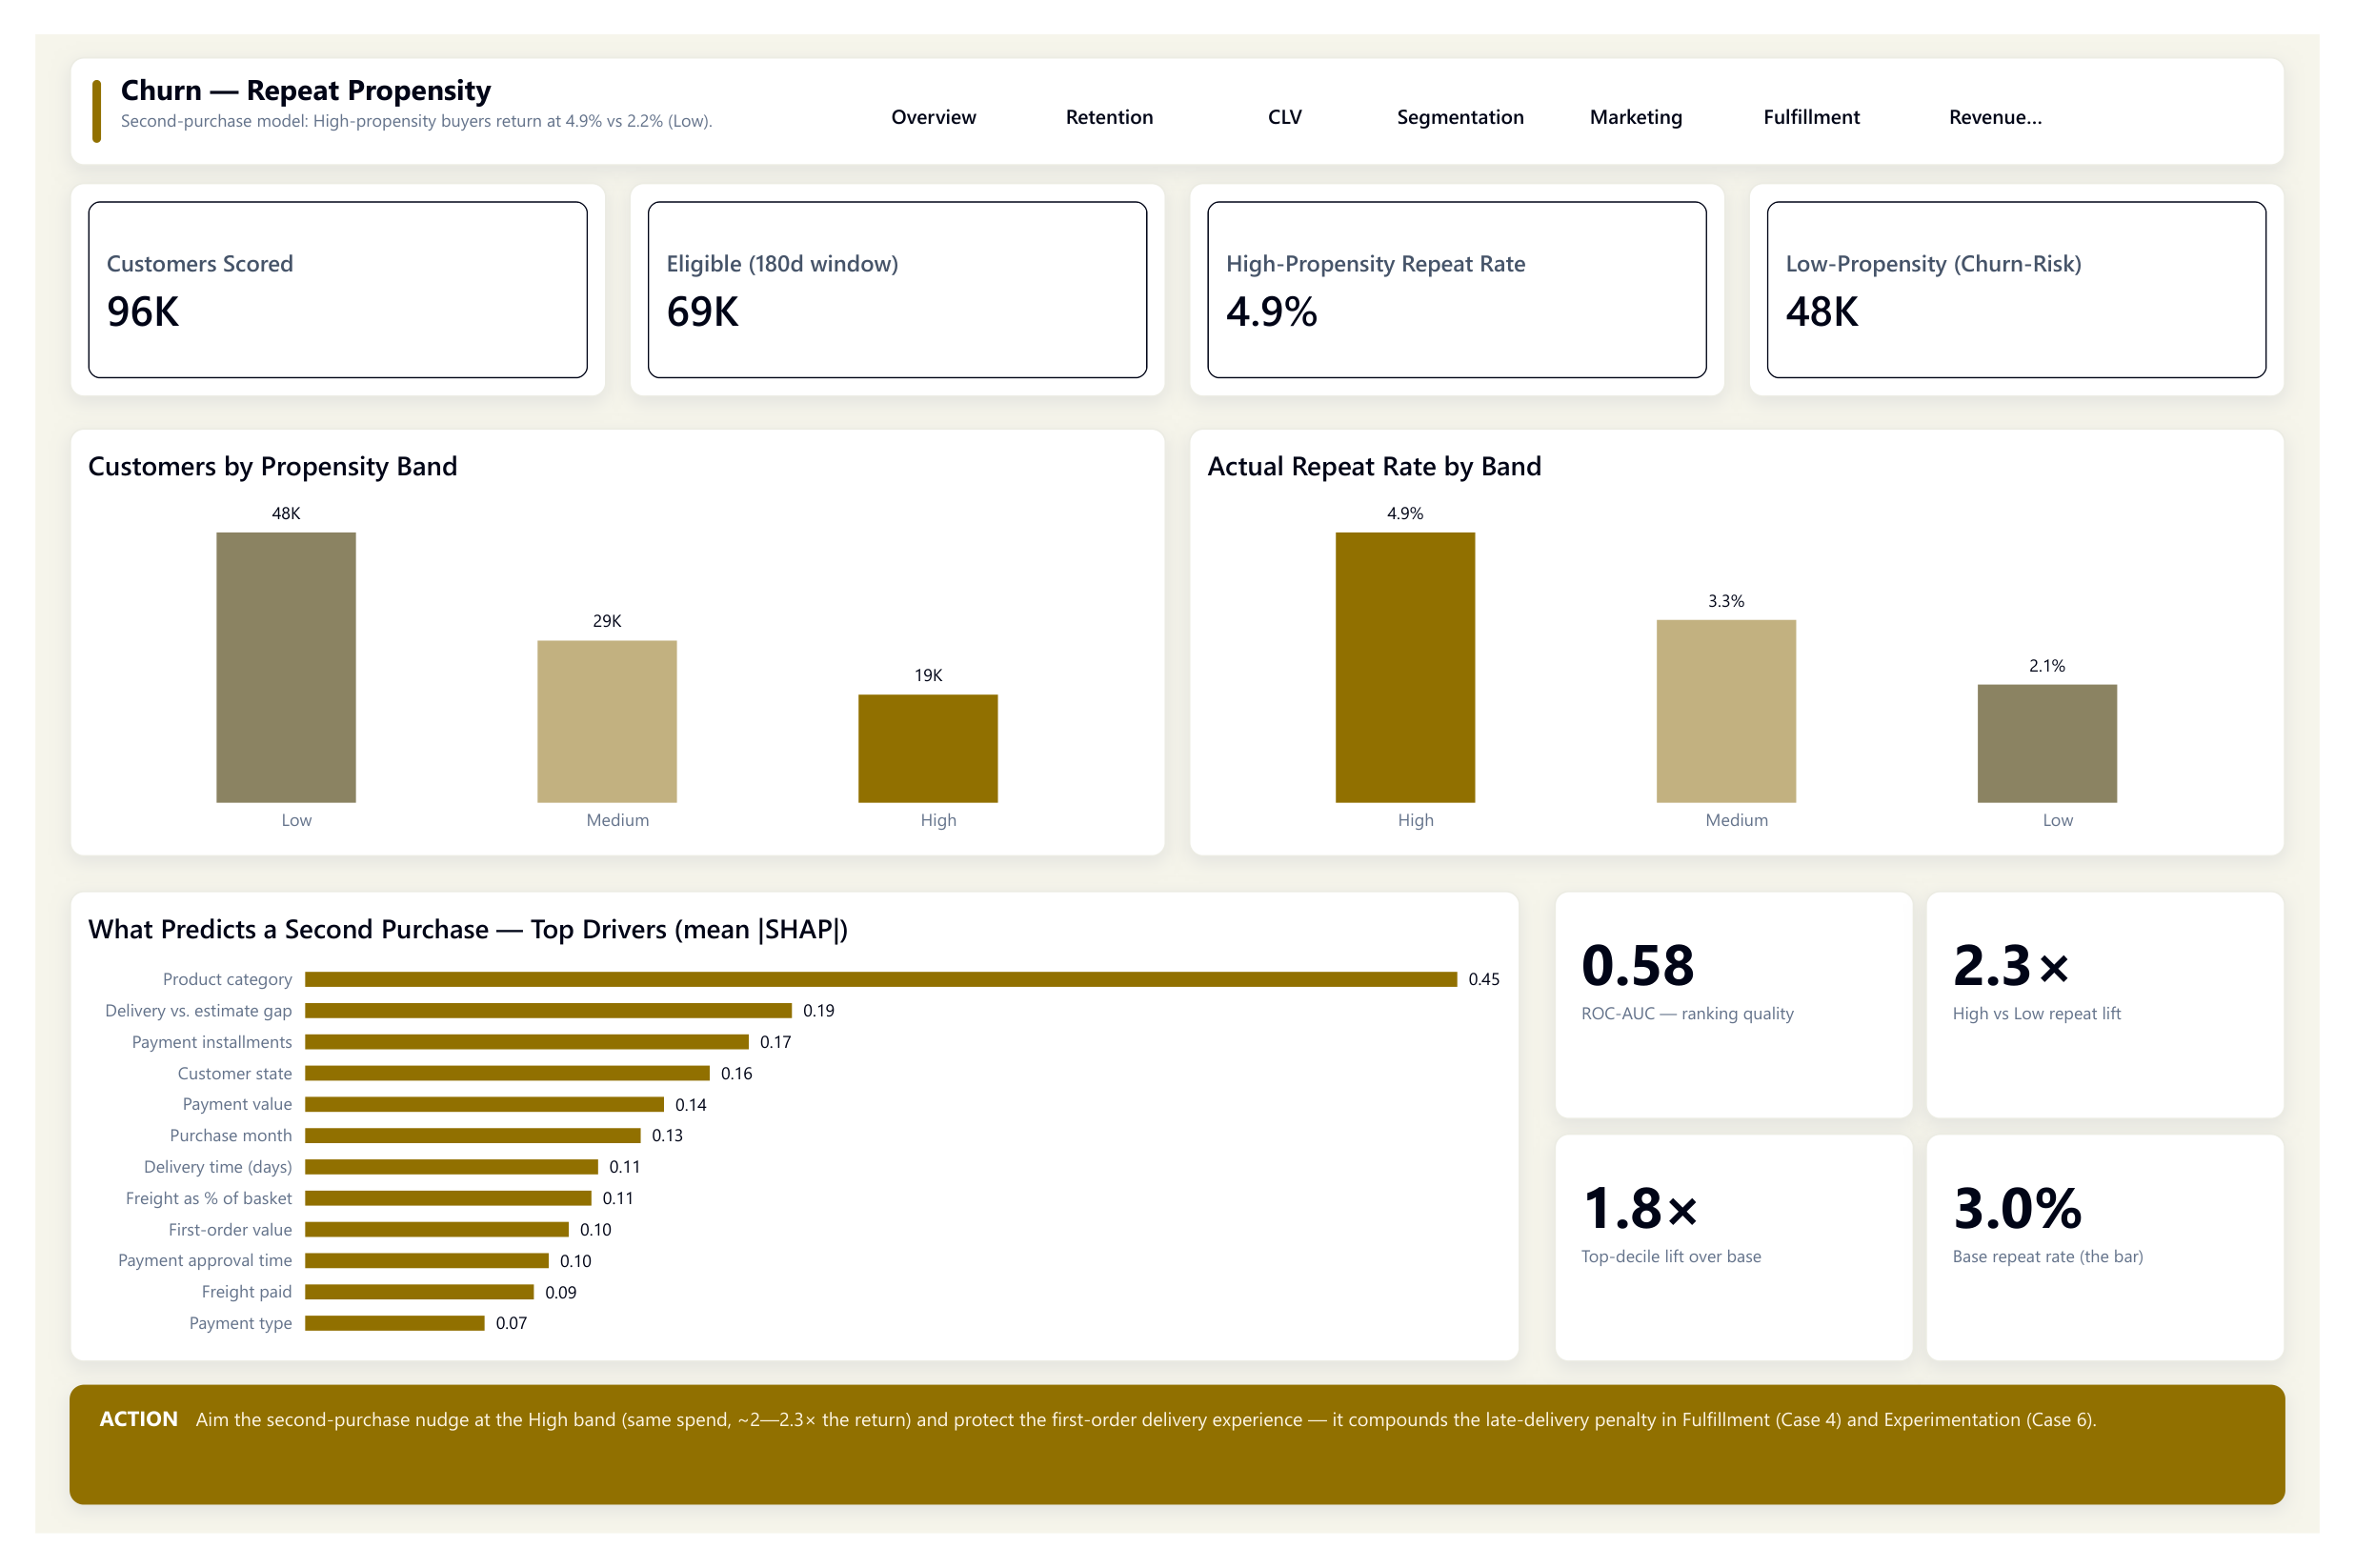 Churn — Repeat Propensity
Second-purchase model: High-propensity buyers return at 4.9% vs 2.2% (Low).
Overview Retention CLV Segmentation Marketing Fulfillment Revenue...
Customers Scored
96K
Eligible (180d window)
69K
High-Propensity Repeat Rate
4.9%
Low-Propensity (Churn-Risk)
48K
Customers by Propensity Band
48K
29K
19K
Low Medium High
Actual Repeat Rate by Band
4.9%
3.3%
2.1%
High Medium Low
What Predicts a Second Purchase — Top Drivers (mean |SHAP|)
Product category 0.45
Delivery vs. estimate gap 0.19
Payment installments 0.17
Customer state 0.16
Payment value 0.14
Purchase month 0.13
Delivery time (days) 0.11
Freight as % of basket 0.11
First-order value 0.10
Payment approval time 0.10
Freight paid 0.09
Payment type 0.07
0.58
ROC-AUC — ranking quality
2.3×
High vs Low repeat lift
1.8×
Top-decile lift over base
3.0%
Base repeat rate (the bar)
ACTION Aim the second-purchase nudge at the High band (same spend, ~2—2.3× the return) and protect the first-order delivery experience — it compounds the late-delivery penalty in Fulfillment (Case 4) and Experimentation (Case 6).